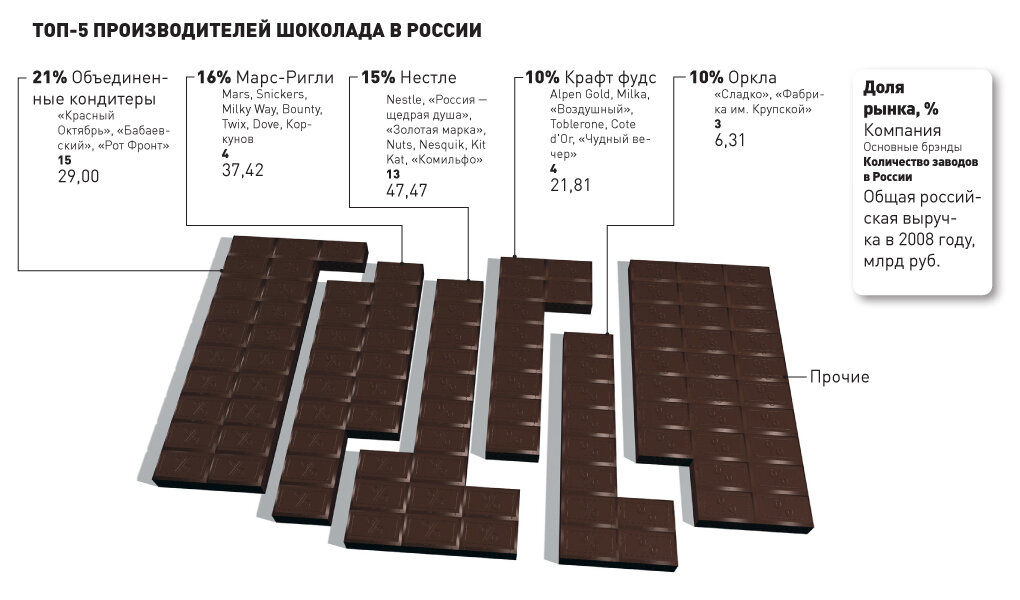 ТОП-5 ПРОИЗВОДИТЕЛЕЙ ШОКОЛАДА В РОССИИ
21% Объединен-
ные кондитеры
«Красный
Октябрь», «Бабаев-
ский», «Рот Фронт»
15
29,00
16% Марс-Ригли
Mars, Snickers,
Milky Way, Bounty,
Twix, Dove, Кор-
кунов
4
37,42
15% Нестле
Nestle, «Россия —
щедрая душа»,
«Золотая марка»,
Nuts, Nesquik, Kit
Kat, «Комильфо»
13
47,47
10% Крафт фудс
Alpen Gold, Milka,
«Воздушный»,
Toblerone, Cote
d'Or, «Чудный ве-
чер»
4
21,81
10% Оркла
«Сладко», «Фабри-
ка им. Крупской»
3
6,31
Доля
рынка, %
Компания
Основные брэнды
Количество заводов
в России
Общая россий-
ская выруч-
ка в 2008 году,
млрд руб.
Прочие